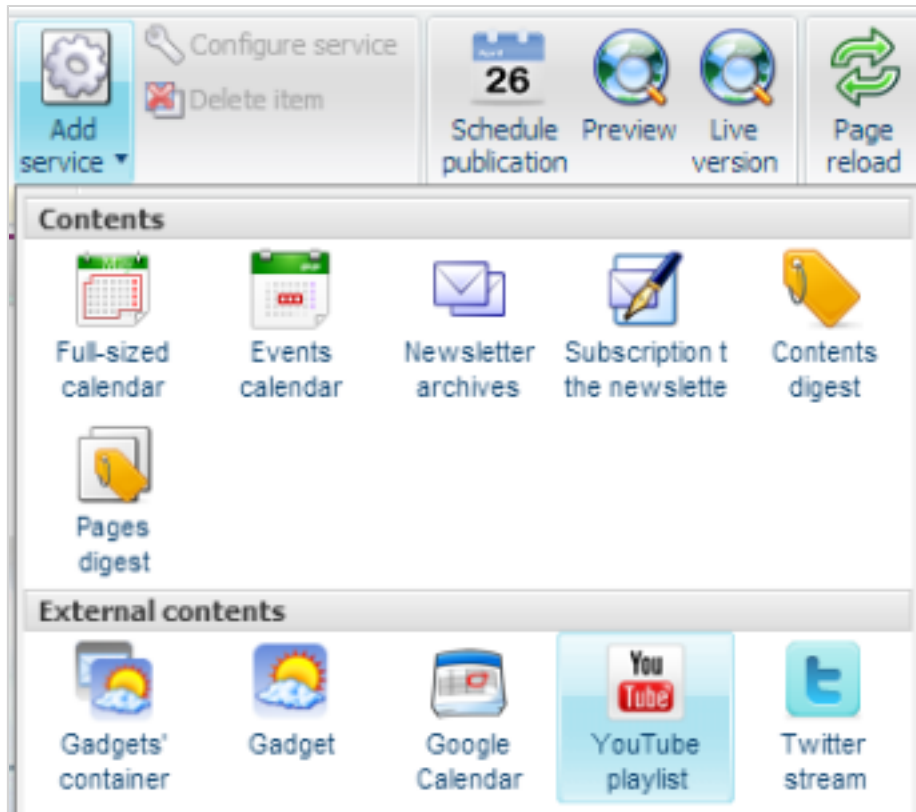 Configure service
Delete item
Add
service
26
Schedule
publication
Preview
Live
version
Page
reload
Contents
May
Full-sized
calendar
Events
calendar
Newsletter
archives
Subscription t
the newslette
Contents
digest
Pages
digest
External contents
Gadgets'
container
Gadget
Google
Calendar
You
Tube
YouTube
playlist
t
Twitter
stream